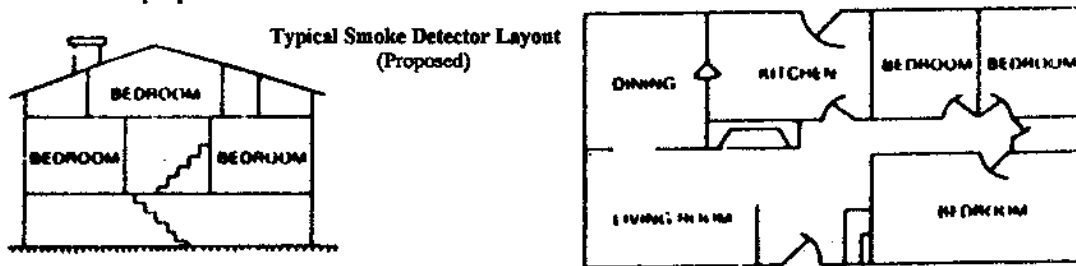 Typical Smoke Detector Layout
(Proposed)
BEDROOM
BEDROOM
BEDROOM
DINING
KITCHEN
BEDROOM
BEDROOM
LIVING ROOM
BEDROOM